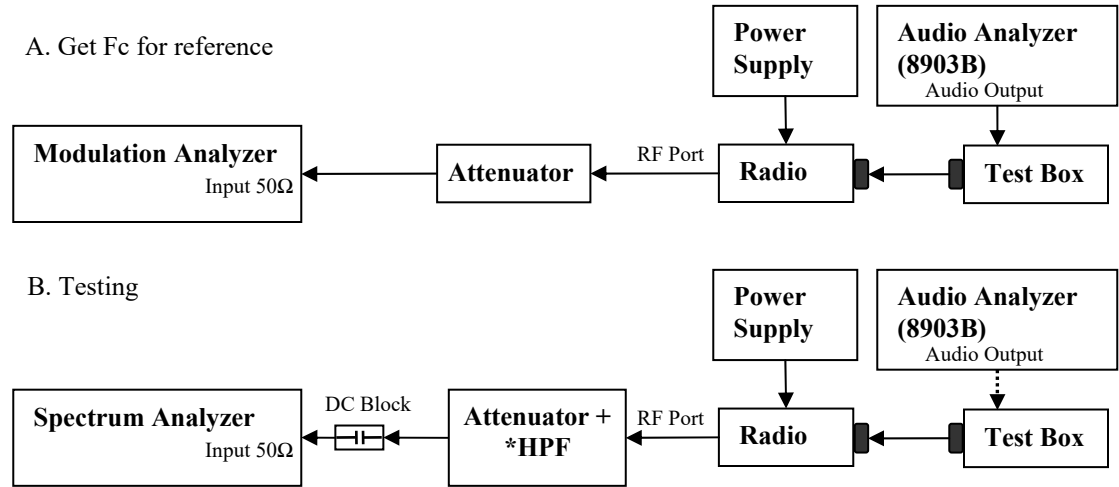 A. Get Fc for reference
Power
Supply
Audio Analyzer
(8903B)
Audio Output
Modulation Analyzer
Input 50Ω
Attenuator
RF Port
Radio
Test Box
B. Testing
Power
Supply
Audio Analyzer
(8903B)
Audio Output
Spectrum Analyzer
Input 50Ω
DC Block
Attenuator +
*HPF
RF Port
Radio
Test Box